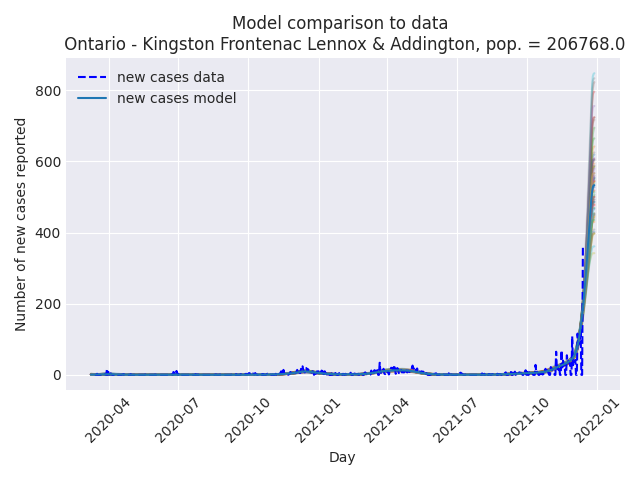 Model comparison to data
Ontario - Kingston Frontenac Lennox & Addington, pop. = 206768.0
new cases data
new cases model
Number of new cases reported
800
600
400
200
0
2020-04
2020-07
2020-10
2021-01
2021-04
2021-07
2021-10
2022-01
Day